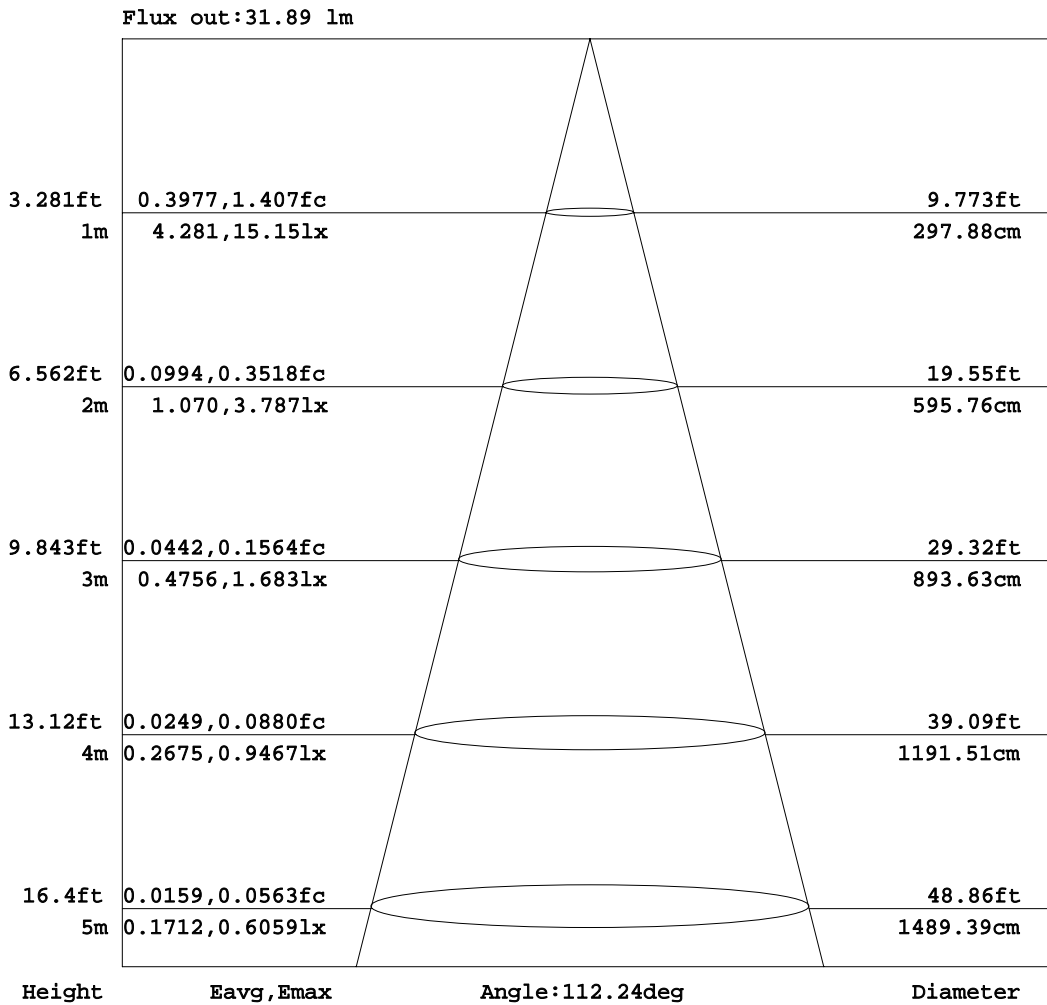 Flux out:31.89 lm
3.281ft 0.3977,1.407fc 9.773ft
1m 4.281,15.15lx 297.88cm
6.562ft 0.0994,0.3518fc 19.55ft
2m 1.070,3.787lx 595.76cm
9.843ft 0.0442,0.1564fc 29.32ft
3m 0.4756,1.683lx 893.63cm
13.12ft 0.0249,0.0880fc 39.09ft
4m 0.2675,0.9467lx 1191.51cm
16.4ft 0.0159,0.0563fc 48.86ft
5m 0.1712,0.6059lx 1489.39cm
Height Eavg,Emax Angle:112.24deg Diameter